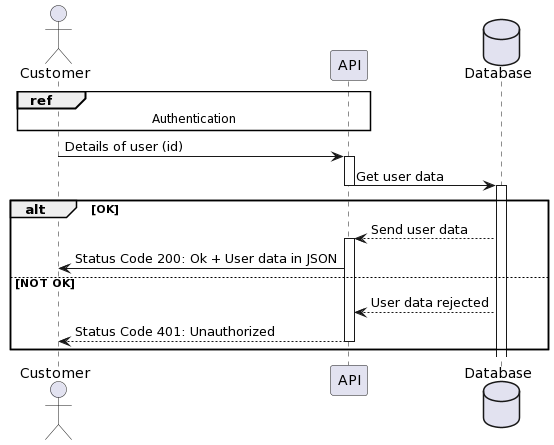 Customer
API
Database
ref
Authentication
Details of user (id)
Get user data
alt [OK]
Send user data
Status Code 200: Ok + User data in JSON
[NOT OK]
User data rejected
Status Code 401: Unauthorized
Customer
API
Database